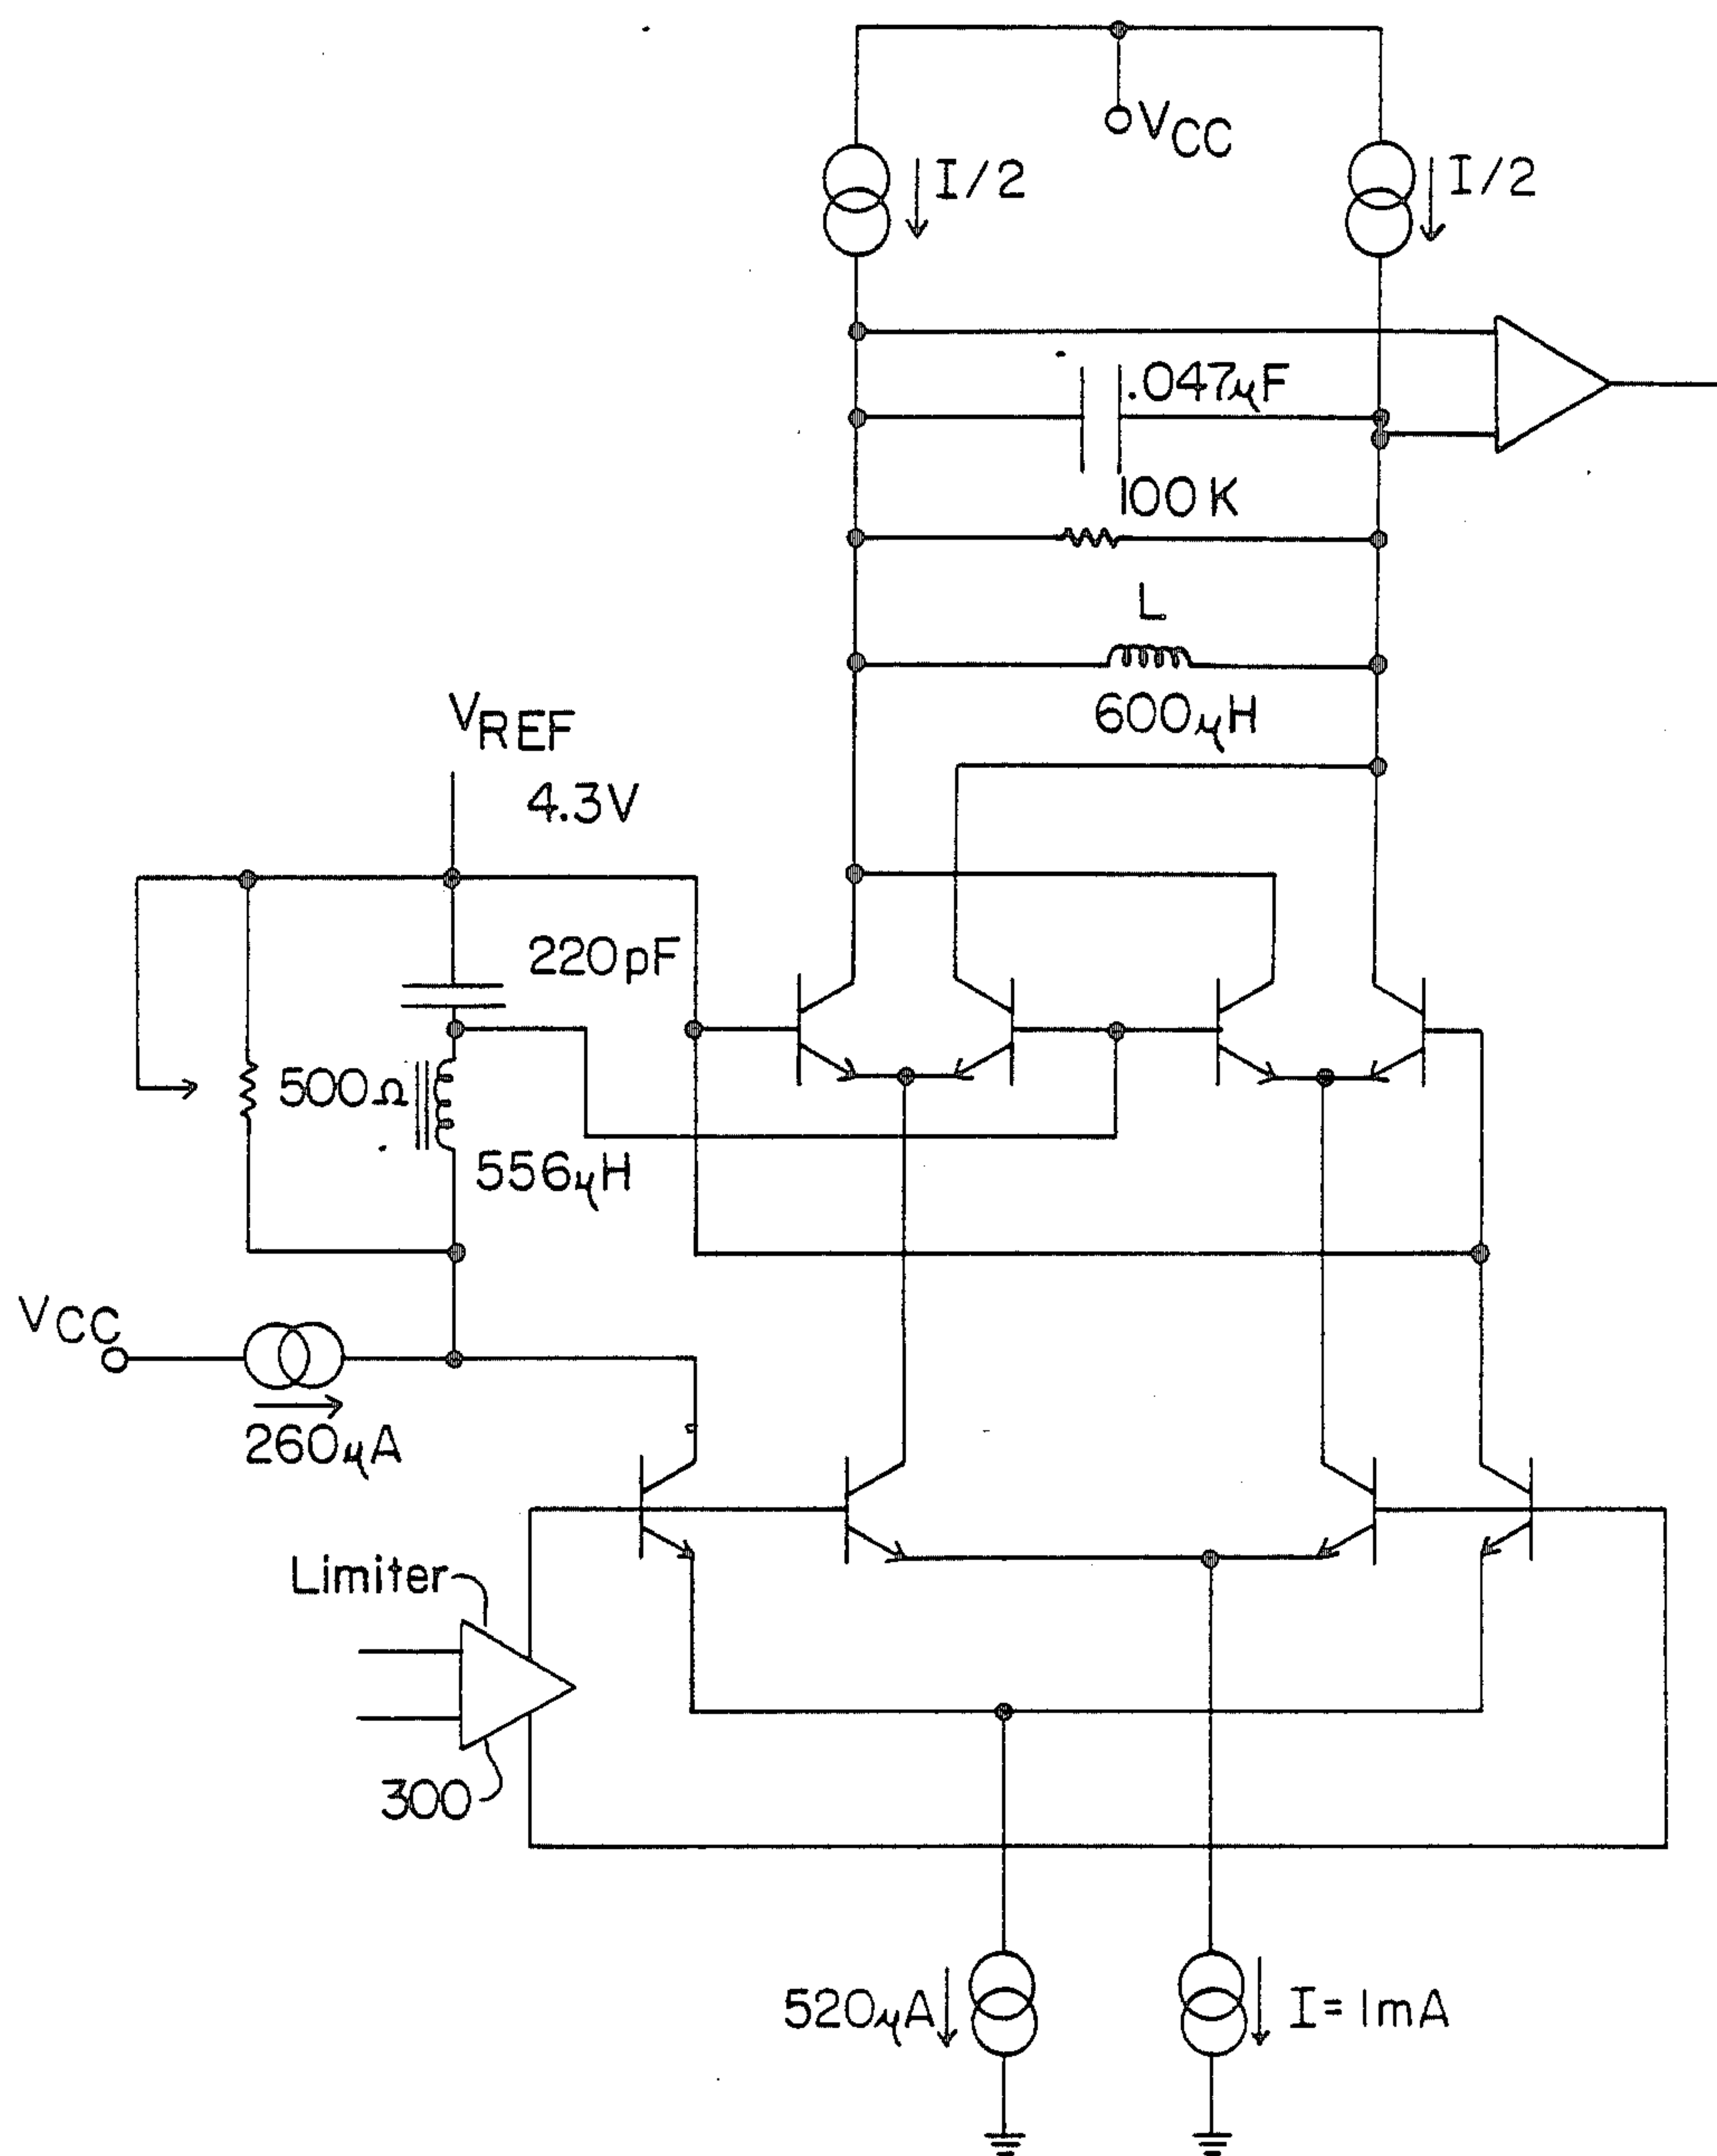 VCC
I/2
I/2
.047μF
100K
L
600μH
VREF
4.3V
220pF
500Ω
556μH
VCC
260μA
Limiter
300
520μA
I=1mA